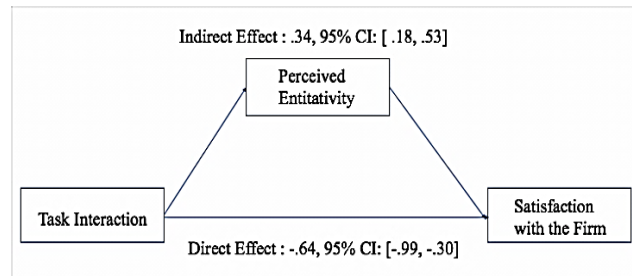 Indirect Effect : .34, 95% CI: [ .18, .53]
Perceived
Entitativity
Task Interaction
Satisfaction
with the Firm
Direct Effect : -.64, 95% CI: [-.99, -.30]